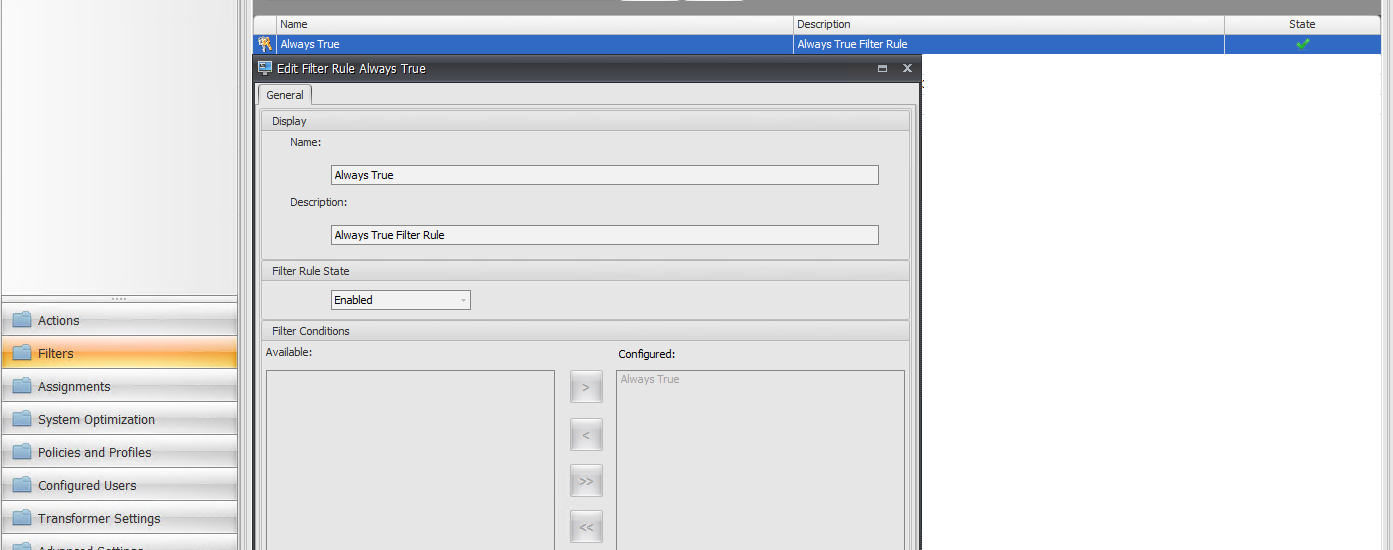 Name Description State
Always True Always True Filter Rule
Edit Filter Rule Always True
General
Display
Name:
Always True
Description:
Always True Filter Rule
Filter Rule State
Enabled
Filter Conditions
Available: Configured:
Always True
>
<
>>
<<
Actions
Filters
Assignments
System Optimization
Policies and Profiles
Configured Users
Transformer Settings
Advanced Settings